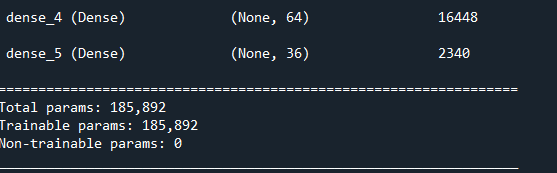 dense_4 (Dense) (None, 64) 16448
dense_5 (Dense) (None, 36) 2340
=================================================================
Total params: 185,892
Trainable params: 185,892
Non-trainable params: 0
_________________________________________________________________